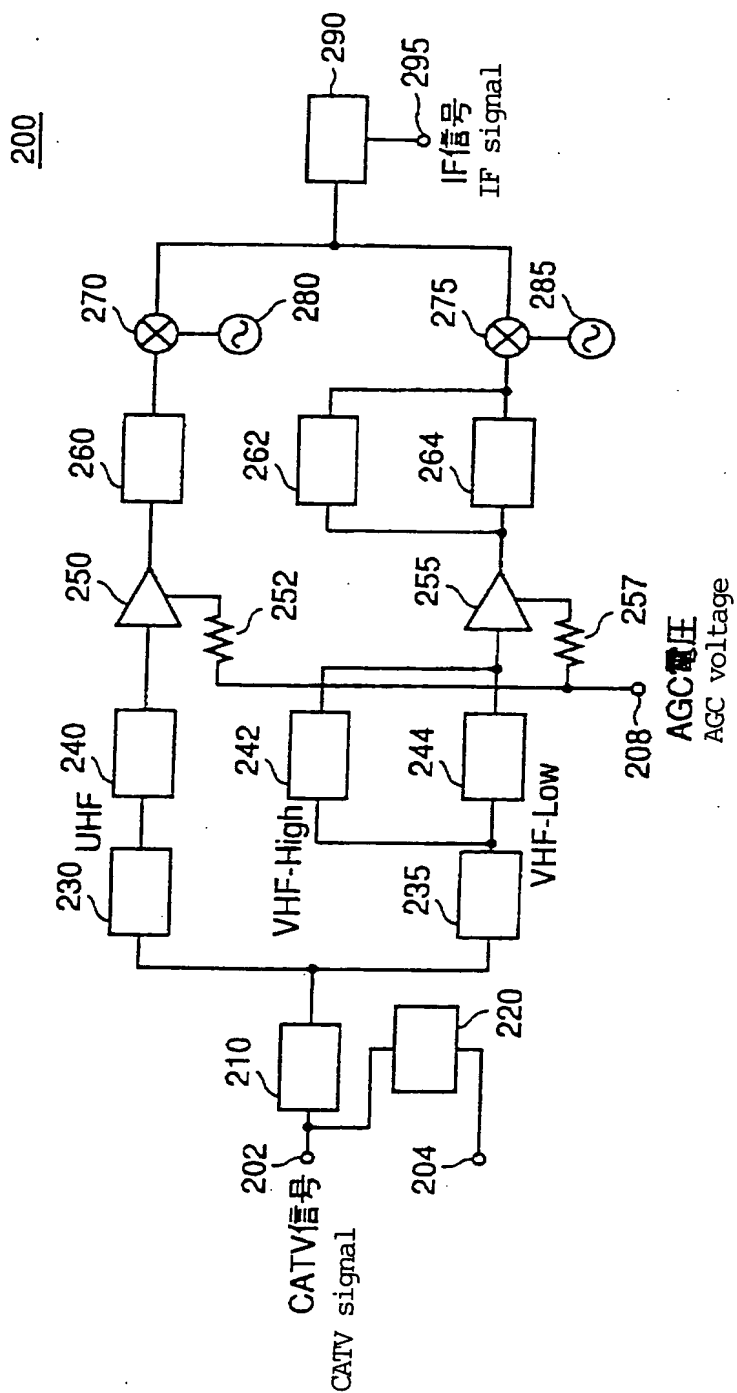 200
290
295
IF信号
IF signal
270
280
275
285
260
262
264
250
252
255
257
240
UHF
230
242
VHF-High
244
VHF-Low
235
208
AGC電圧
AGC voltage
210
220
202
CATV信号
CATV signal
204